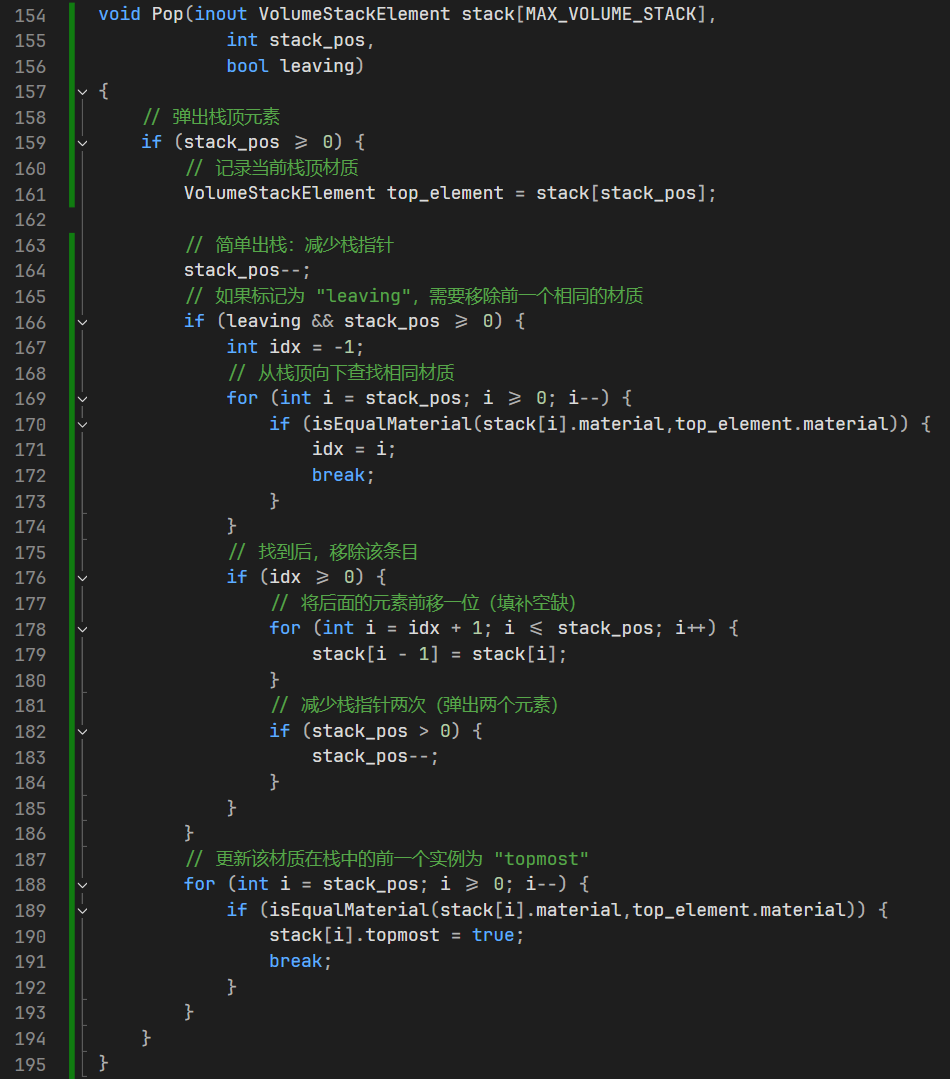 154 void Pop(inout VolumeStackElement stack[MAX_VOLUME_STACK],
155             int stack_pos,
156             bool leaving)
157 {
158     // 弹出栈顶元素
159     if (stack_pos >= 0) {
160         // 记录当前栈顶材质
161         VolumeStackElement top_element = stack[stack_pos];
162
163         // 简单出栈：减少栈指针
164         stack_pos--;
165         // 如果标记为 "leaving"，需要移除前一个相同的材质
166         if (leaving && stack_pos >= 0) {
167             int idx = -1;
168             // 从栈顶向下查找相同材质
169             for (int i = stack_pos; i >= 0; i--) {
170                 if (isEqualMaterial(stack[i].material,top_element.material)) {
171                     idx = i;
172                     break;
173                 }
174             }
175             // 找到后，移除该条目
176             if (idx >= 0) {
177                 // 将后面的元素前移一位（填补空缺）
178                 for (int i = idx + 1; i <= stack_pos; i++) {
179                     stack[i - 1] = stack[i];
180                 }
181                 // 减少栈指针两次（弹出两个元素）
182                 if (stack_pos > 0) {
183                     stack_pos--;
184                 }
185             }
186         }
187         // 更新该材质在栈中的前一个实例为 "topmost"
188         for (int i = stack_pos; i >= 0; i--) {
189             if (isEqualMaterial(stack[i].material,top_element.material)) {
190                 stack[i].topmost = true;
191                 break;
192             }
193         }
194     }
195 }